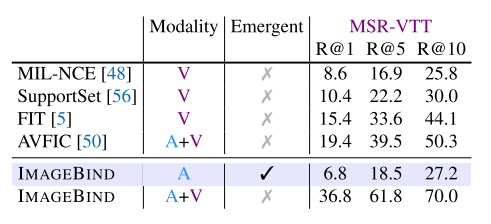 Modality Emergent MSR-VTT
R@1 R@5 R@10
MIL-NCE [48] V ✗ 8.6 16.9 25.8
SupportSet [56] V ✗ 10.4 22.2 30.0
FIT [5] V ✗ 15.4 33.6 44.1
AVFIC [50] A+V ✗ 19.4 39.5 50.3
IMAGEBIND A ✓ 6.8 18.5 27.2
IMAGEBIND A+V ✗ 36.8 61.8 70.0